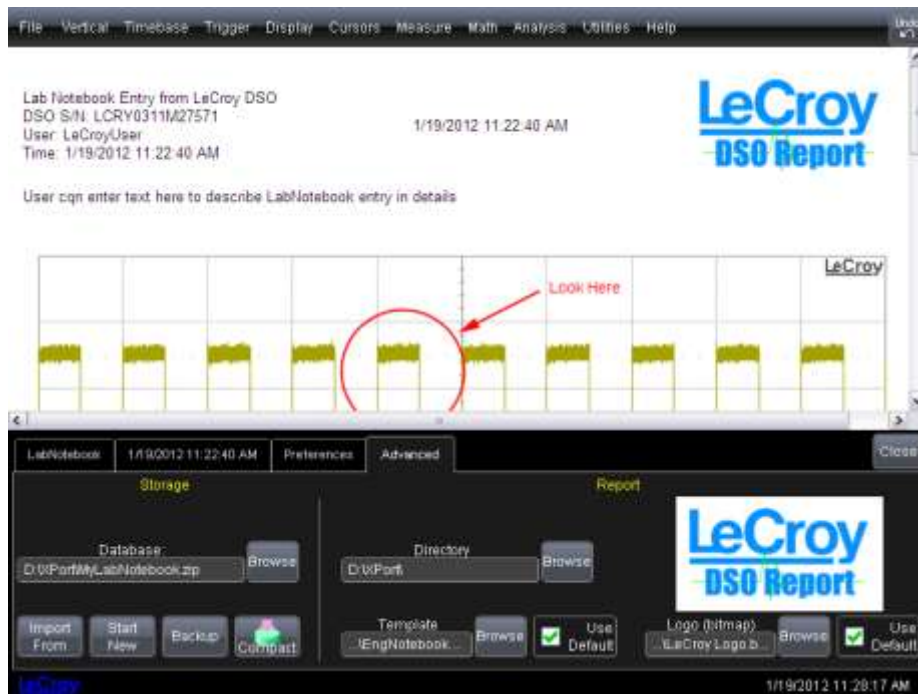 File Vertical Timebase Trigger Display Cursors Measure Math Analysis Utilities Help
Undo
Lab Notebook Entry from LeCroy DSO
DSO S/N: LCRY0311M27571
User: LeCroyUser
Time: 1/19/2012 11:22:40 AM
1/19/2012 11:22:40 AM
LeCroy
DSO Report
User cqn enter text here to describe LabNotebook entry in details
LeCroy
Look Here
LabNotebook 1/19/2012 11:22:40 AM Preferences Advanced Close
Storage
Report
LeCroy
DSO Report
Database
D:\XPort\MyLabNotebook.zip Browse
Directory
D:\XPort\ Browse
Import From
Start New
Backup
Compact
Template
...\EngNotebook... Browse
Use Default
Logo (bitmap)
...\LeCroy Logo.b... Browse
Use Default
LeCroy
1/19/2012 11:28:17 AM